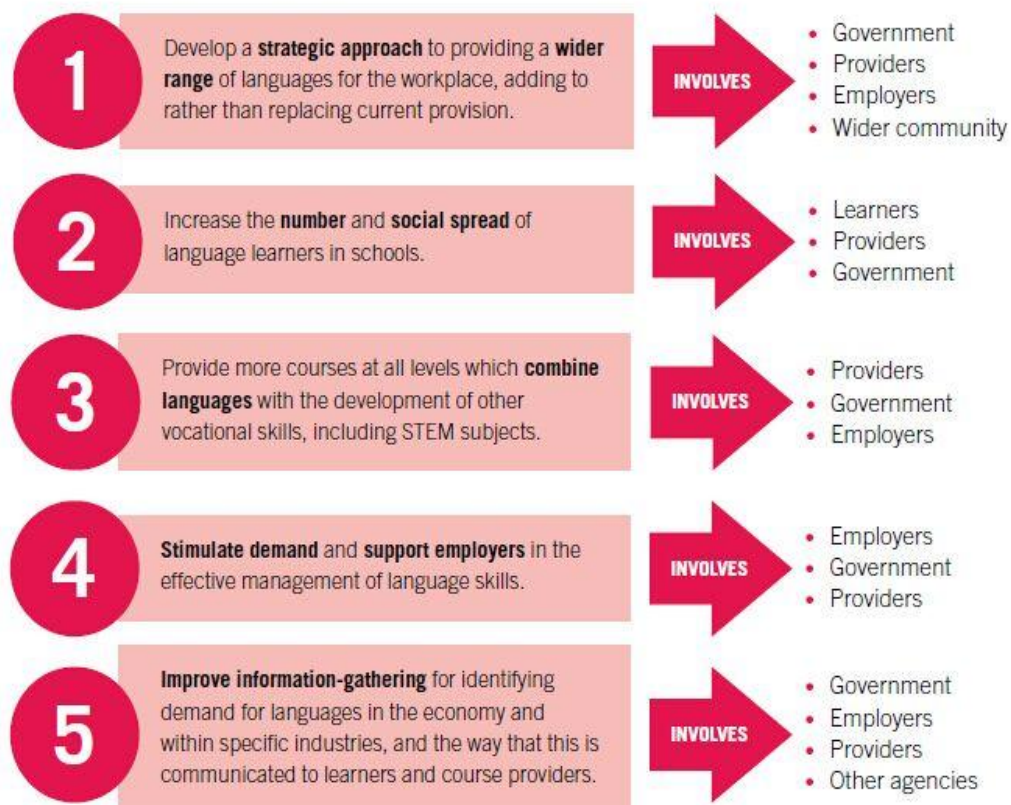 1
Develop a strategic approach to providing a wider
range of languages for the workplace, adding to
rather than replacing current provision.
INVOLVES
• Government
• Providers
• Employers
• Wider community
2
Increase the number and social spread of
language learners in schools.
INVOLVES
• Learners
• Providers
• Government
3
Provide more courses at all levels which combine
languages with the development of other
vocational skills, including STEM subjects.
INVOLVES
• Providers
• Government
• Employers
4
Stimulate demand and support employers in the
effective management of language skills.
INVOLVES
• Employers
• Government
• Providers
5
Improve information-gathering for identifying
demand for languages in the economy and
within specific industries, and the way that this is
communicated to learners and course providers.
INVOLVES
• Government
• Employers
• Providers
• Other agencies